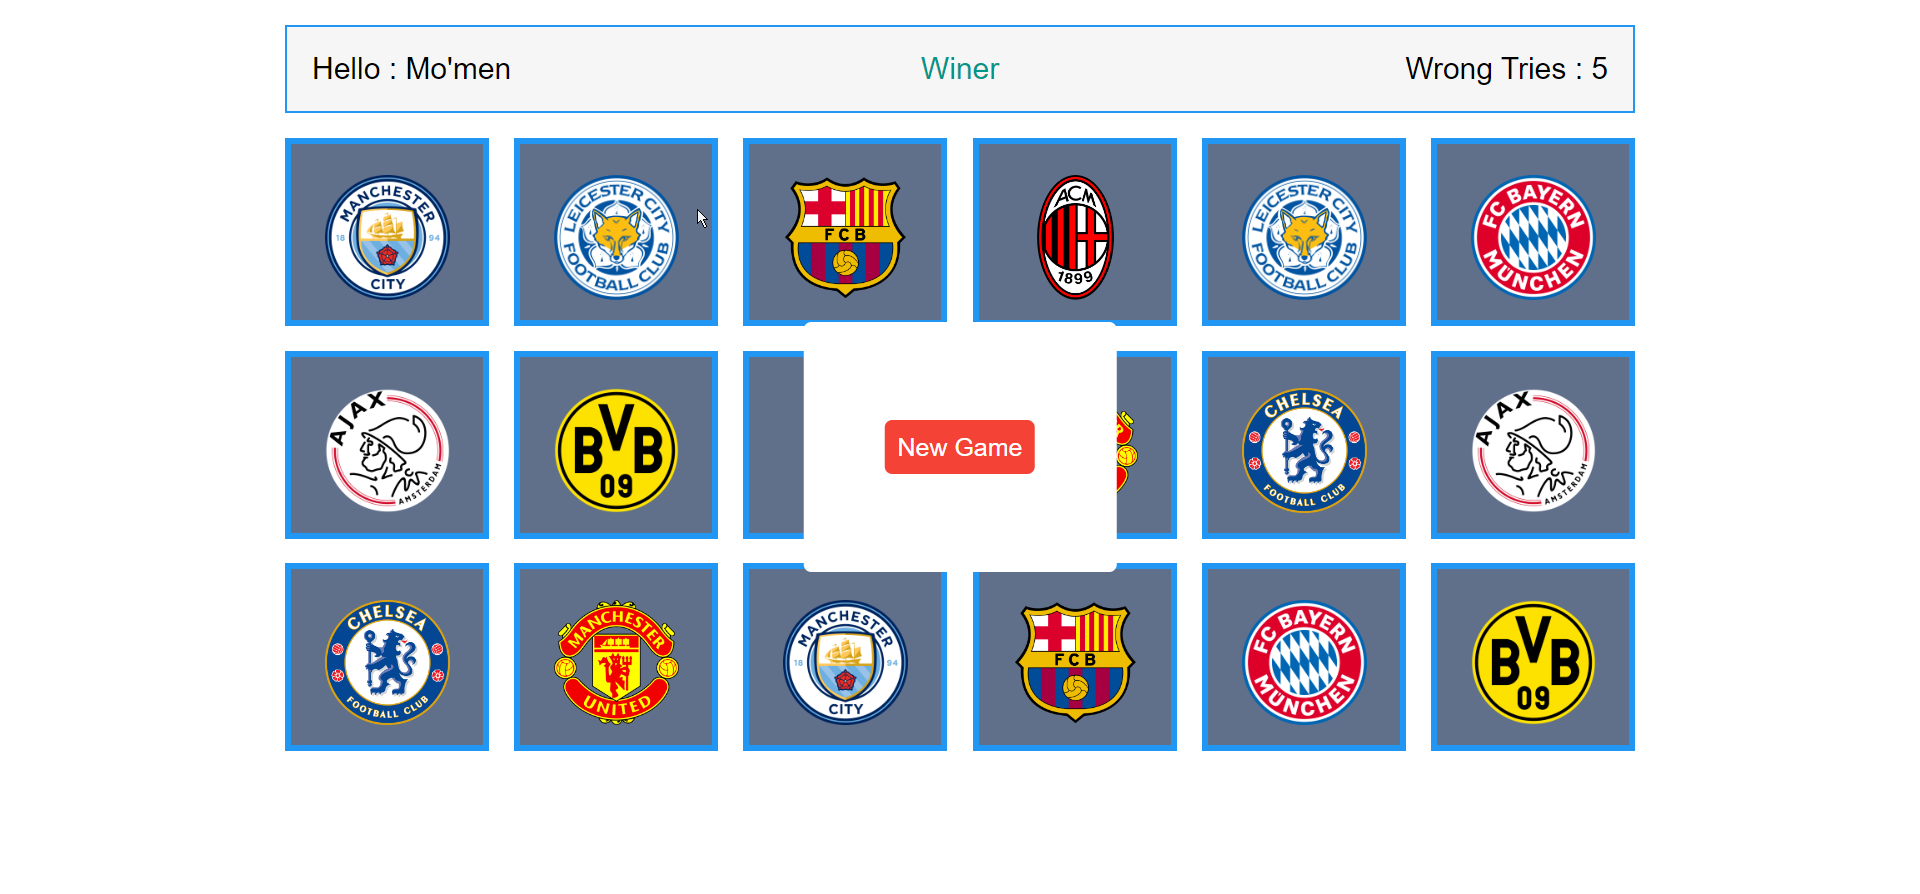 Hello : Mo'men
Winer
Wrong Tries : 5
MANCHESTER
18 94
CITY
LEICESTER CITY
FOOTBALL CLUB
FCB
ACM
1899
LEICESTER CITY
FOOTBALL CLUB
FC BAYERN
MÜNCHEN
AJAX
AMSTERDAM
BVB
09
New Game
CHELSEA
FOOTBALL CLUB
AJAX
AMSTERDAM
CHELSEA
FOOTBALL CLUB
MANCHESTER
UNITED
MANCHESTER
18 94
CITY
FCB
FC BAYERN
MÜNCHEN
BVB
09